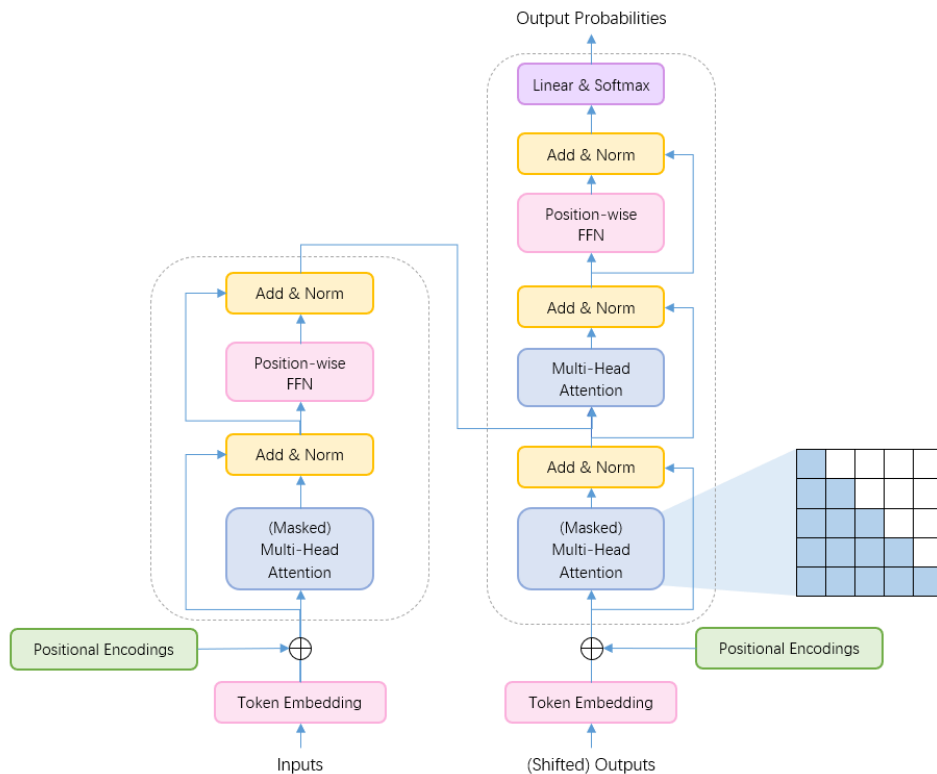 Output Probabilities
Linear & Softmax
Add & Norm
Position-wise
FFN
Add & Norm
Multi-Head
Attention
Add & Norm
(Masked)
Multi-Head
Attention
Positional Encodings
Token Embedding
(Shifted) Outputs
Add & Norm
Position-wise
FFN
Add & Norm
(Masked)
Multi-Head
Attention
Positional Encodings
Token Embedding
Inputs